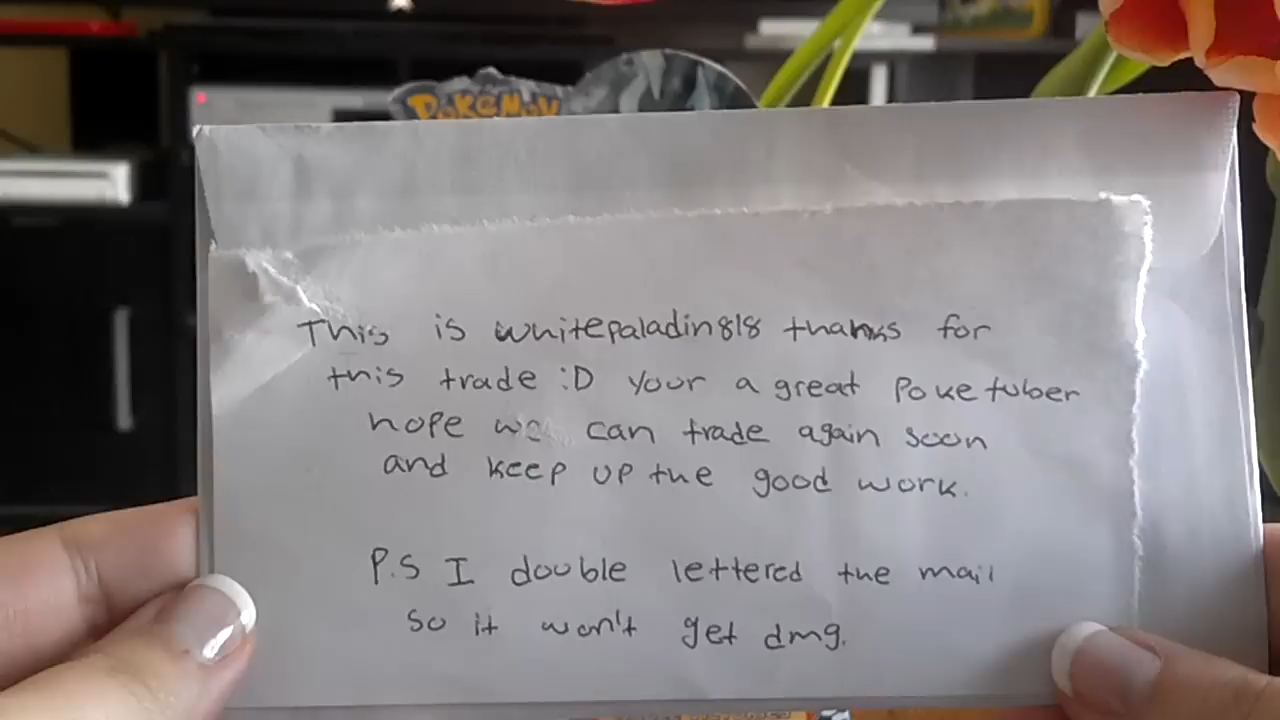 POKÉMON
This is whitepaladin818 thanks for
this trade :D your a great Poketuber
hope we can trade again soon
and keep up the good work.
P.S I double lettered the mail
so it won't get dmg.